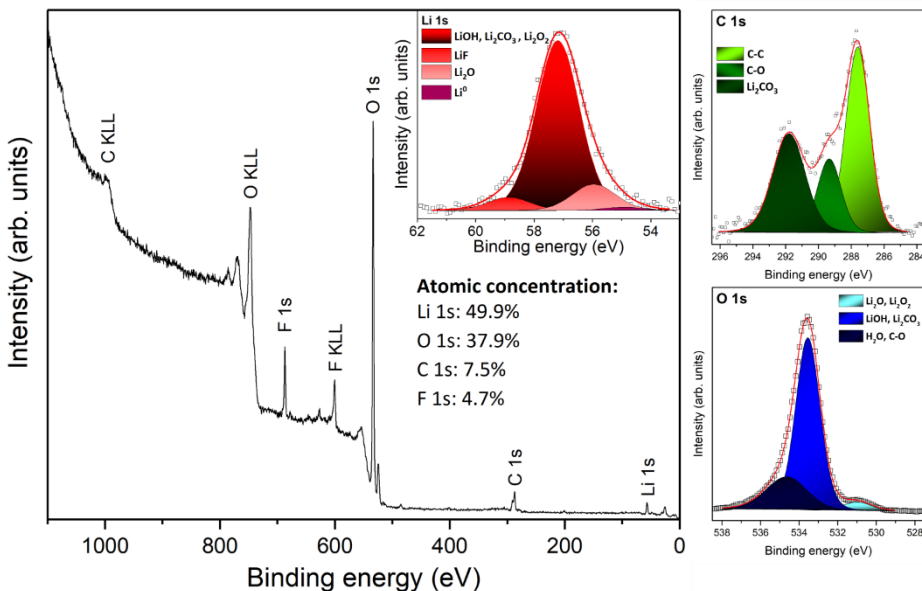 Intensity (arb. units)
C KLL
O KLL
F 1s
F KLL
O 1s
C 1s
Li 1s
1000
800
600
400
200
0
Binding energy (eV)
Atomic concentration:
Li 1s: 49.9%
O 1s: 37.9%
C 1s: 7.5%
F 1s: 4.7%
Li 1s
LiOH, Li₂CO₃ , Li₂O₂
LiF
Li₂O
Li⁰
Intensity (arb. units)
62
60
58
56
54
Binding energy (eV)
C 1s
C-C
C-O
Li₂CO₃
Intensity (arb. units)
296
294
292
290
288
286
284
Binding energy (eV)
O 1s
Li₂O, Li₂O₂
LiOH, Li₂CO₃
H₂O, C-O
Intensity (arb. units)
538
536
534
532
530
528
Binding energy (eV)